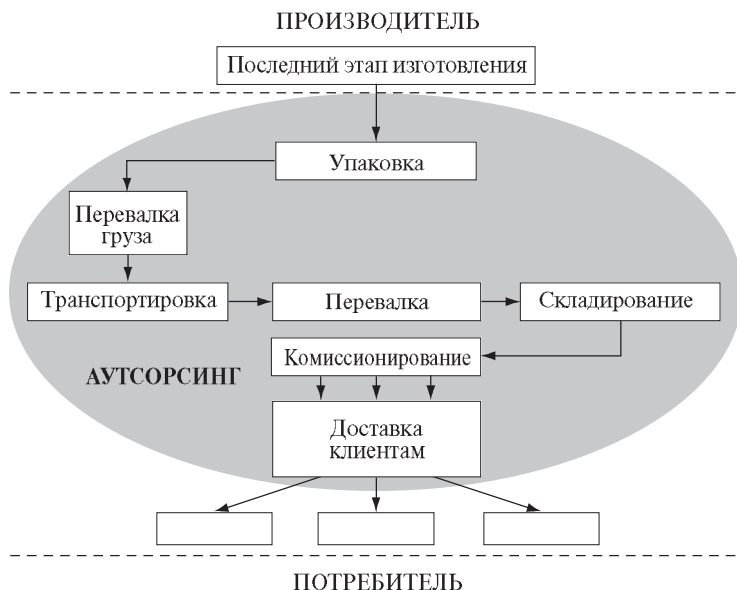 ПРОИЗВОДИТЕЛЬ
Последний этап изготовления
Упаковка
Перевалка
груза
Транспортировка
Перевалка
Складирование
Комиссионирование
АУТСОРСИНГ
Доставка
клиентам
ПОТРЕБИТЕЛЬ